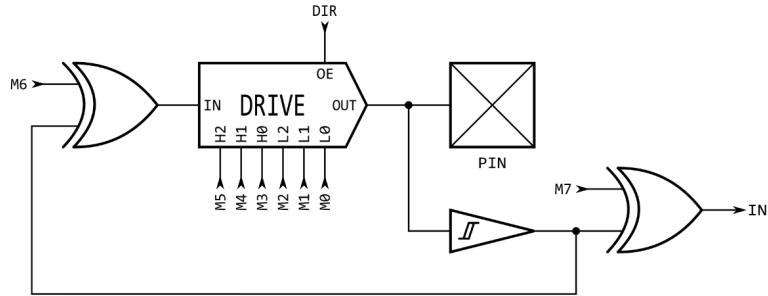 DIR
M6
OE
IN DRIVE OUT
H2 H1 H0 L2 L1 L0
M5 M4 M3 M2 M1 M0
PIN
M7
IN